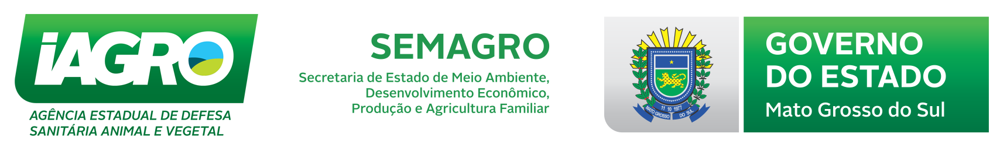 iAGRO
AGÊNCIA ESTADUAL DE DEFESA
SANITÁRIA ANIMAL E VEGETAL
SEMAGRO
Secretaria de Estado de Meio Ambiente,
Desenvolvimento Econômico,
Produção e Agricultura Familiar
MATO GROSSO 11 10 1977 DO SUL
GOVERNO
DO ESTADO
Mato Grosso do Sul